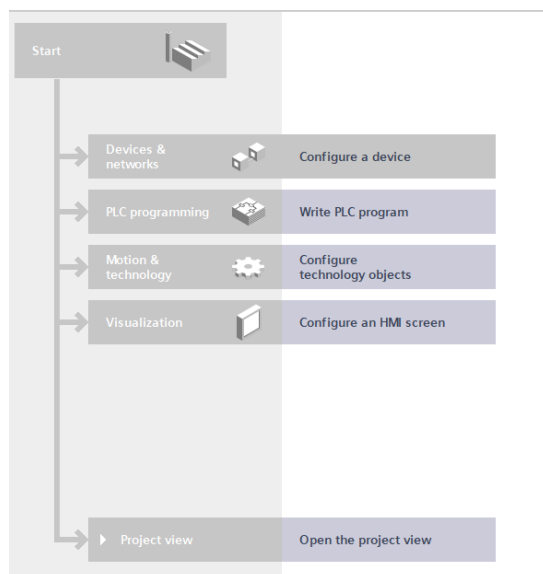 Start
Devices &
networks
Configure a device
PLC programming
Write PLC program
Motion &
technology
Configure
technology objects
Visualization
Configure an HMI screen
Project view
Open the project view